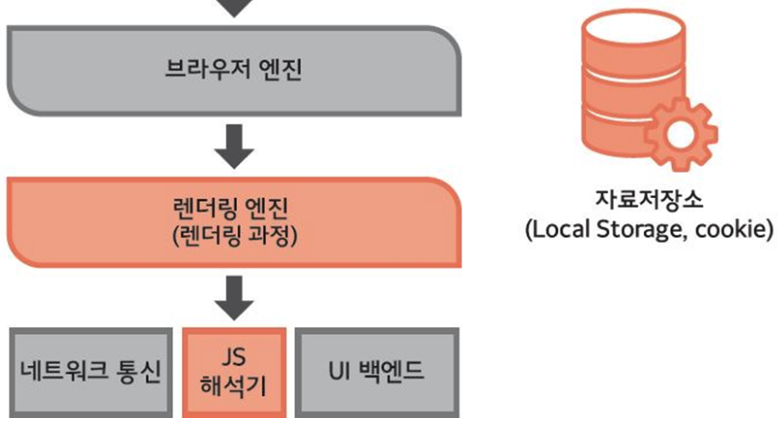 브라우저 엔진
렌더링 엔진
(렌더링 과정)
네트워크 통신
JS
해석기
UI 백엔드
자료저장소
(Local Storage, cookie)